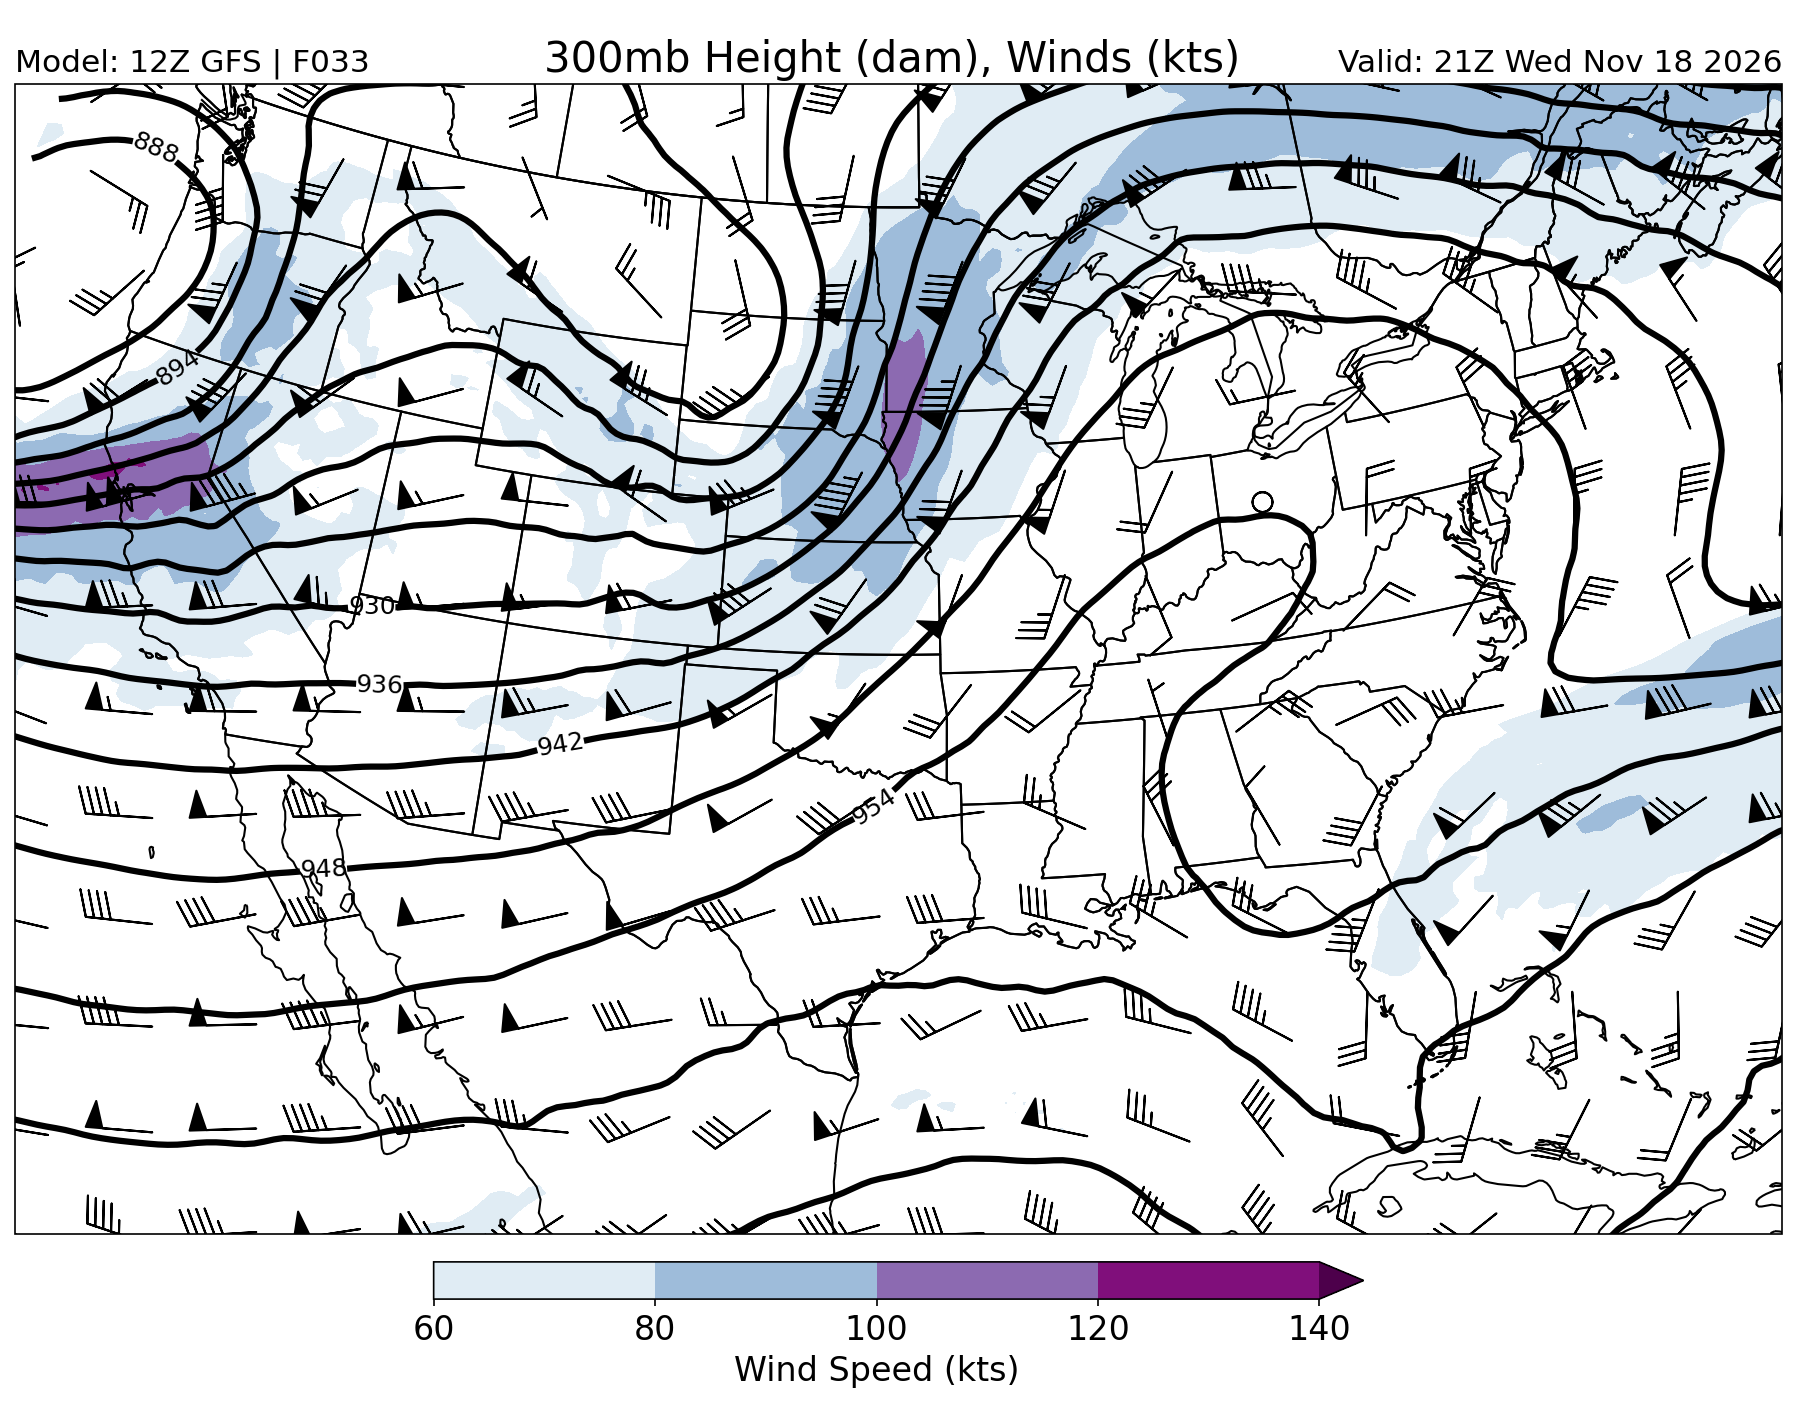 Model: 12Z GFS | F033
300mb Height (dam), Winds (kts)
Valid: 21Z Wed Nov 18 2026
888
894
930
936
942
954
948
60 80 100 120 140
Wind Speed (kts)